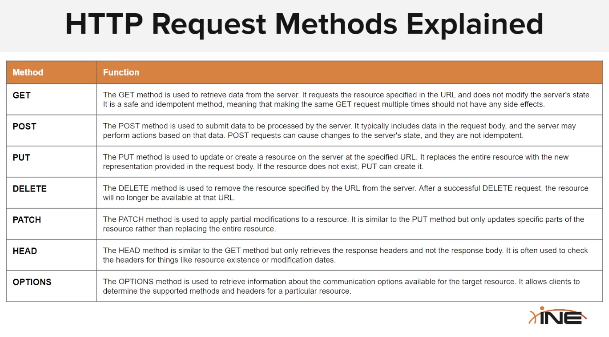 HTTP Request Methods Explained
Method Function
GET The GET method is used to retrieve data from the server. It requests the resource specified in the URL and does not modify the server's state.
It is a safe and idempotent method, meaning that making the same GET request multiple times should not have any side effects.
POST The POST method is used to submit data to be processed by the server. It typically includes data in the request body, and the server may
perform actions based on that data. POST requests can cause changes to the server's state, and they are not idempotent.
PUT The PUT method is used to update or create a resource on the server at the specified URL. It replaces the entire resource with the new
representation provided in the request body. If the resource does not exist, PUT can create it.
DELETE The DELETE method is used to remove the resource specified by the URL from the server. After a successful DELETE request, the resource
will no longer be available at that URL.
PATCH The PATCH method is used to apply partial modifications to a resource. It is similar to the PUT method but only updates specific parts of the
resource rather than replacing the entire resource.
HEAD The HEAD method is similar to the GET method but only retrieves the response headers and not the response body. It is often used to check
the headers for things like resource existence or modification dates.
OPTIONS The OPTIONS method is used to retrieve information about the communication options available for the target resource. It allows clients to
determine the supported methods and headers for a particular resource.
INE